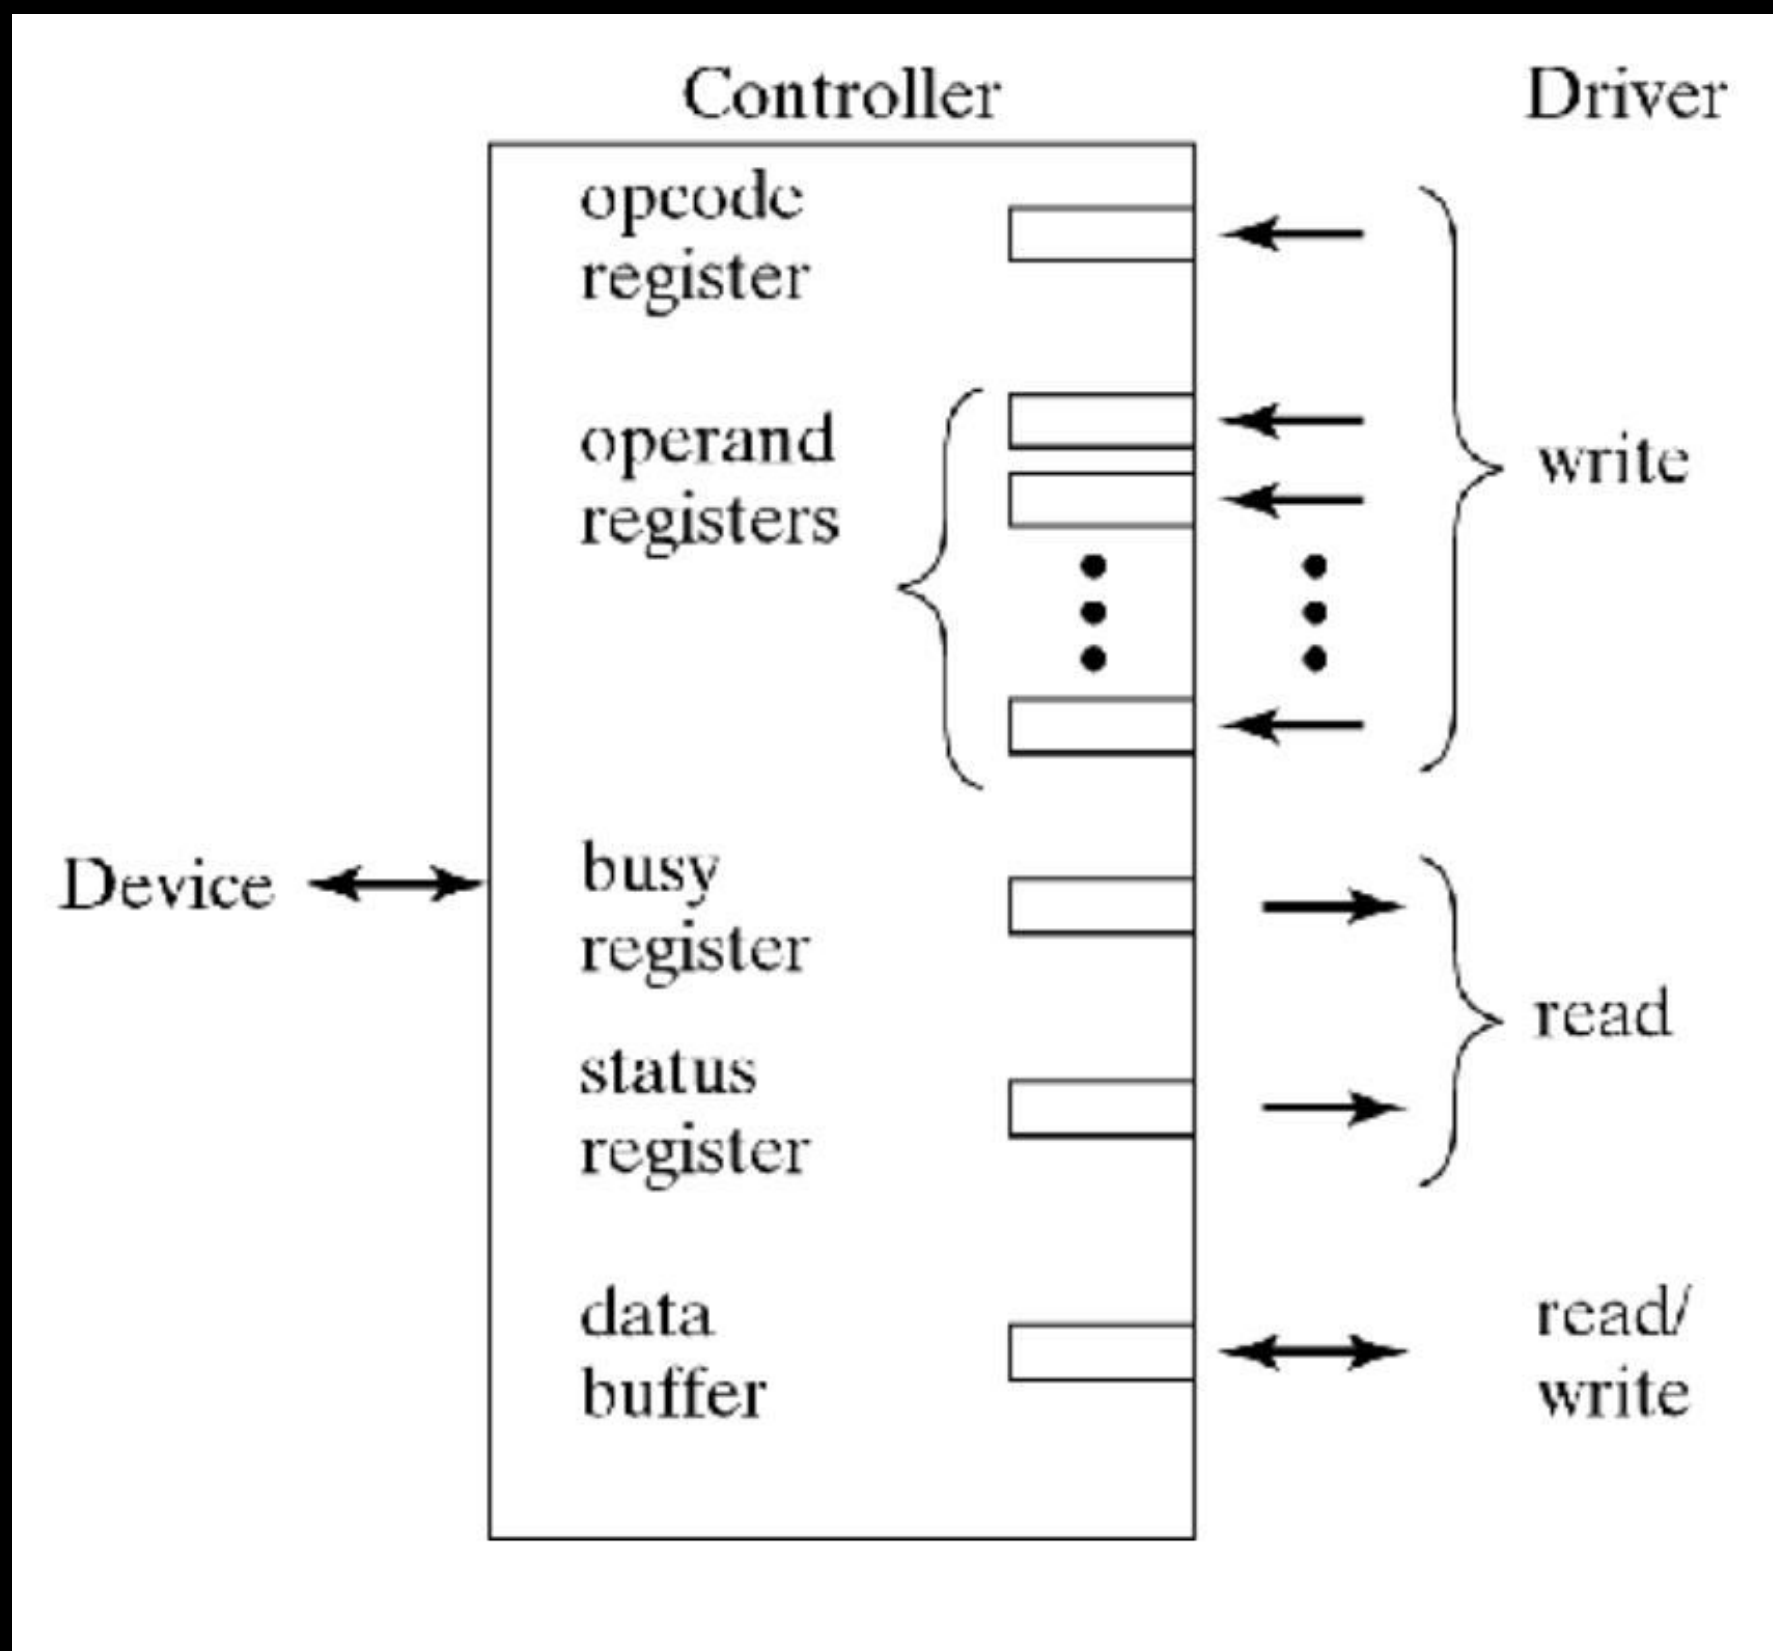 Controller
Driver
opcode
register
operand
registers
write
Device
busy
register
read
status
register
data
buffer
read/
write